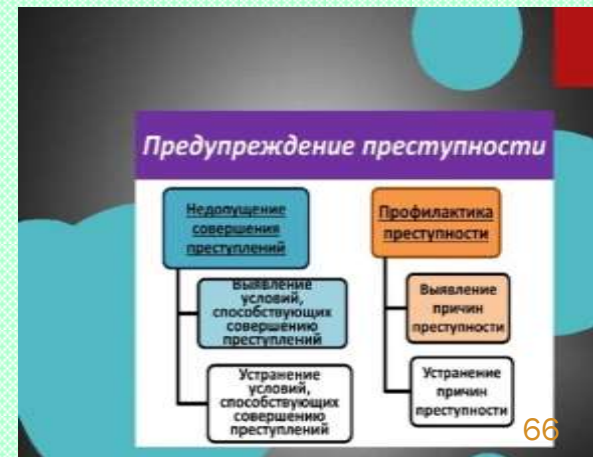 Предупреждение преступности
Недопущение
совершения
преступлений
Выявление
условий,
способствующих
совершению
преступлений
Устранение
условий,
способствующих
совершению
преступлений
Профилактика
преступности
Выявление
причин
преступности
Устранение
причин
преступности
66